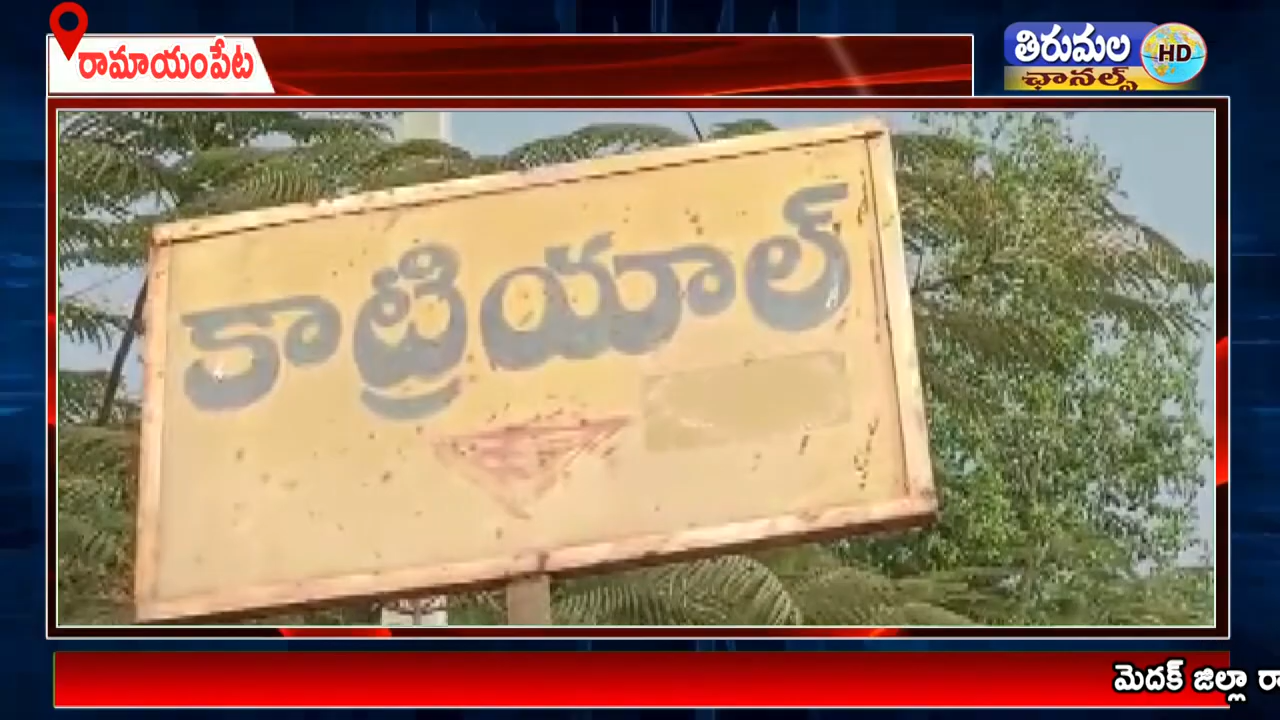 రామాయంపేట
తిరుమల
HD
ఛానల్స్
కాట్రియాల్
మెదక్ జిల్లా రా